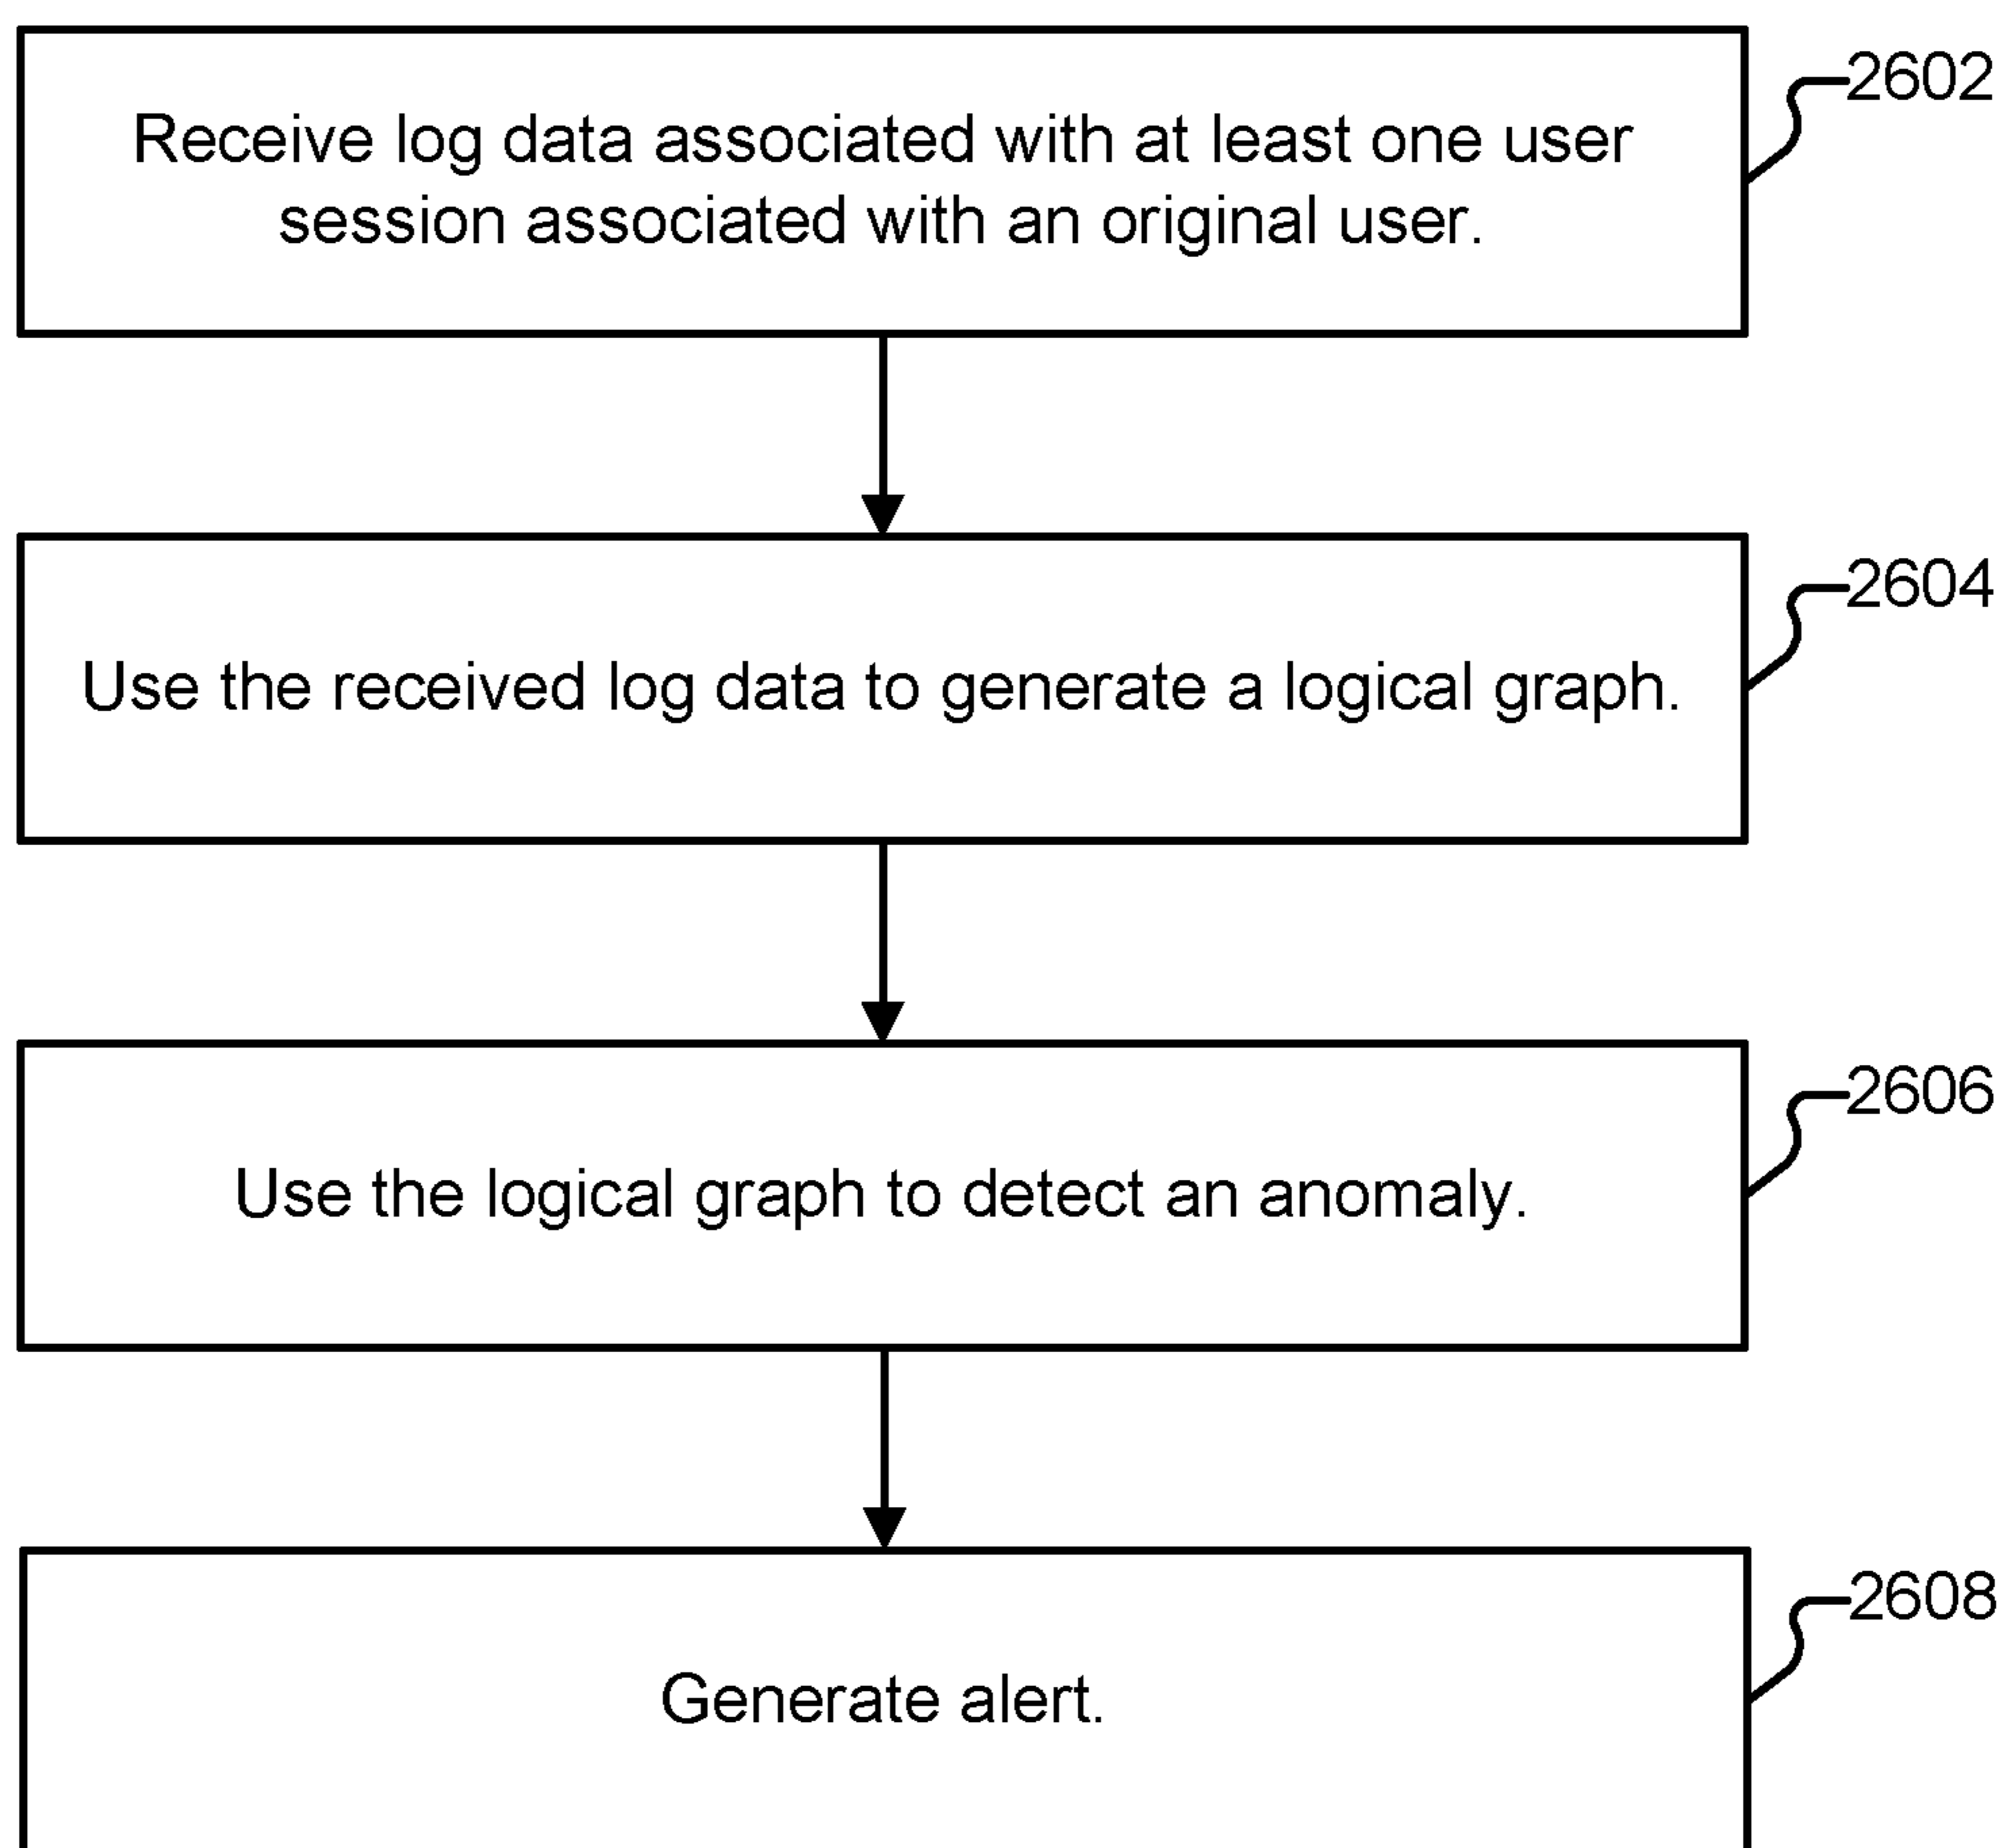 Receive log data associated with at least one user
session associated with an original user.
2602
Use the received log data to generate a logical graph.
2604
Use the logical graph to detect an anomaly.
2606
Generate alert.
2608